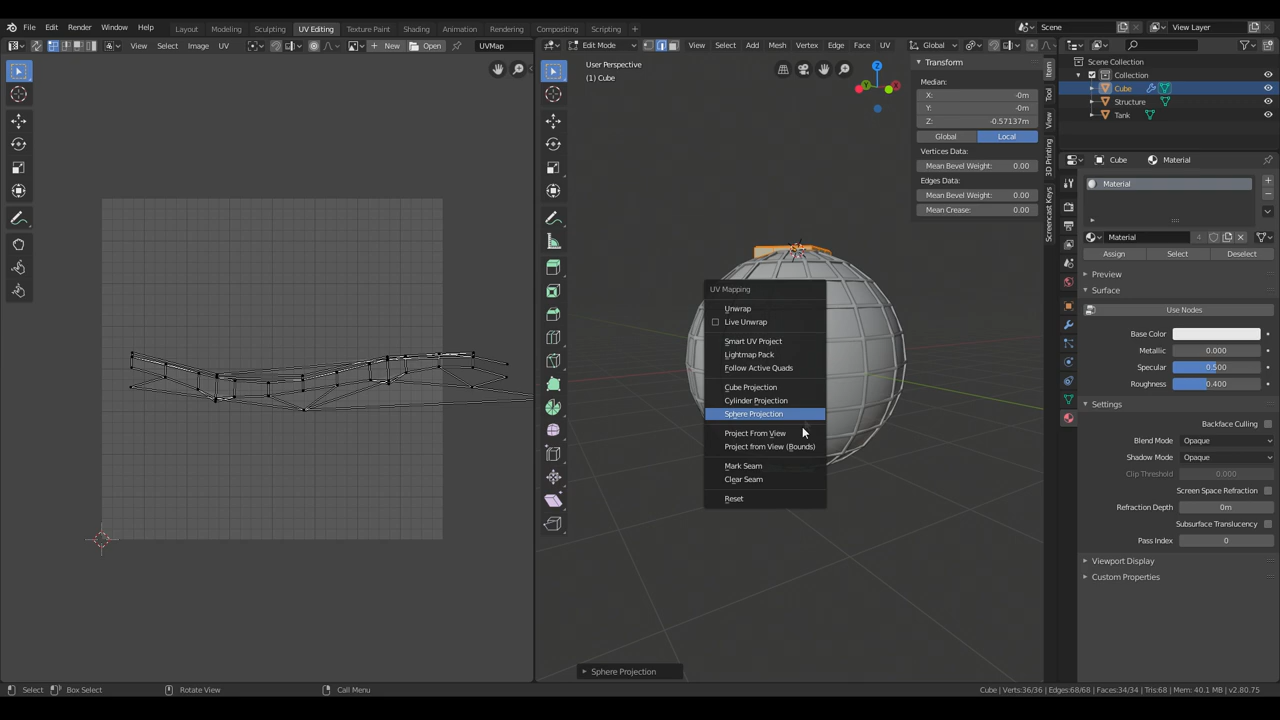 File Edit Render Window Help Layout Modeling Sculpting UV Editing Texture Paint Shading Animation Rendering Compositing Scripting Scene View Layer
View Select Image UV New Open UVMap Edit Mode View Select Add Mesh Vertex Edge Face UV Global
User Perspective
(1) Cube
Transform
Median:
X: -0m
Y: -0m
Z: -0.57137m
Global Local
Vertices Data:
Mean Bevel Weight: 0.00
Edges Data:
Mean Bevel Weight: 0.00
Mean Crease: 0.00
Item
Tool
View
3D Printing
Screencast Keys
X
Y
Z
UV Mapping
Unwrap
Live Unwrap
Smart UV Project
Lightmap Pack
Follow Active Quads
Cube Projection
Cylinder Projection
Sphere Projection
Project From View
Project from View (Bounds)
Mark Seam
Clear Seam
Reset
Sphere Projection
Scene Collection
Collection
Cube
Structure
Tank
Cube Material
Material
Material 4
Assign Select Deselect
Preview
Surface
Use Nodes
Base Color
Metallic 0.000
Specular 0.500
Roughness 0.400
Settings
Backface Culling
Blend Mode Opaque
Shadow Mode Opaque
Clip Threshold 0.000
Screen Space Refraction
Refraction Depth 0m
Subsurface Translucency
Pass Index 0
Viewport Display
Custom Properties
Select Box Select Rotate View Call Menu Cube | Verts:36/36 | Edges:68/68 | Faces:34/34 | Tris:68 | Mem: 40.1 MB | v2.80.75